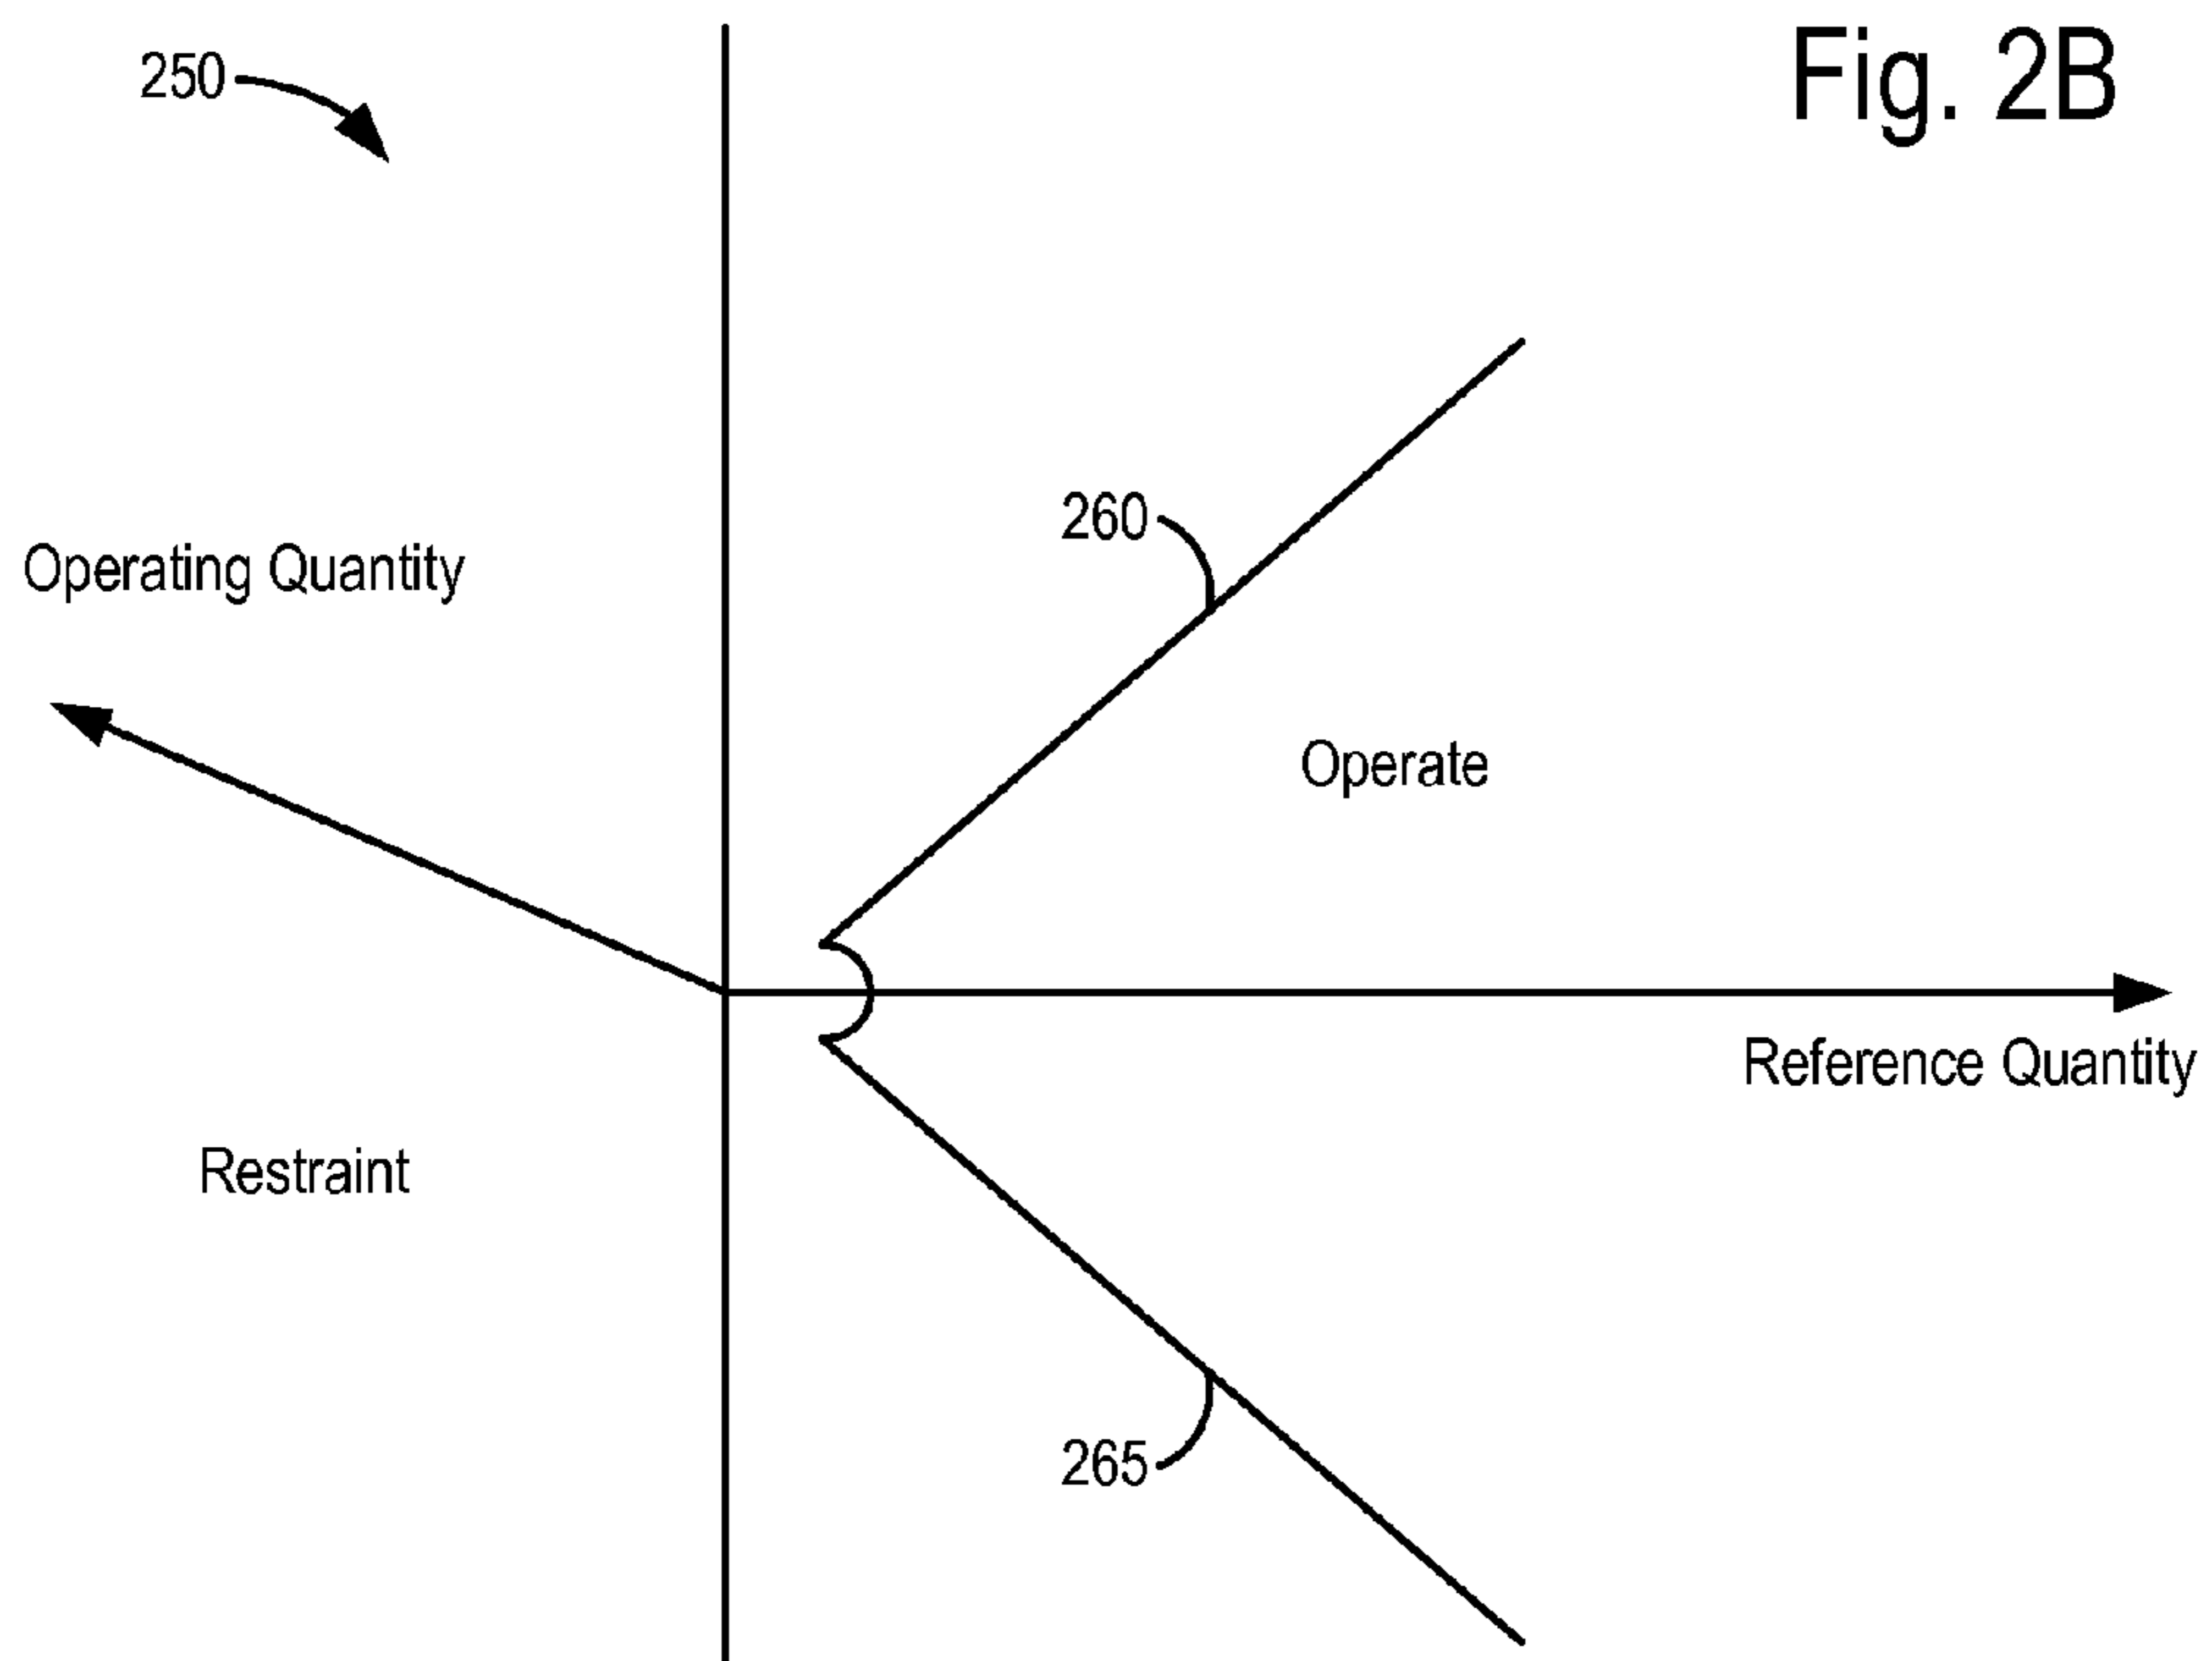 Fig. 2B
250
260
Operating Quantity
Operate
Reference Quantity
Restraint
265